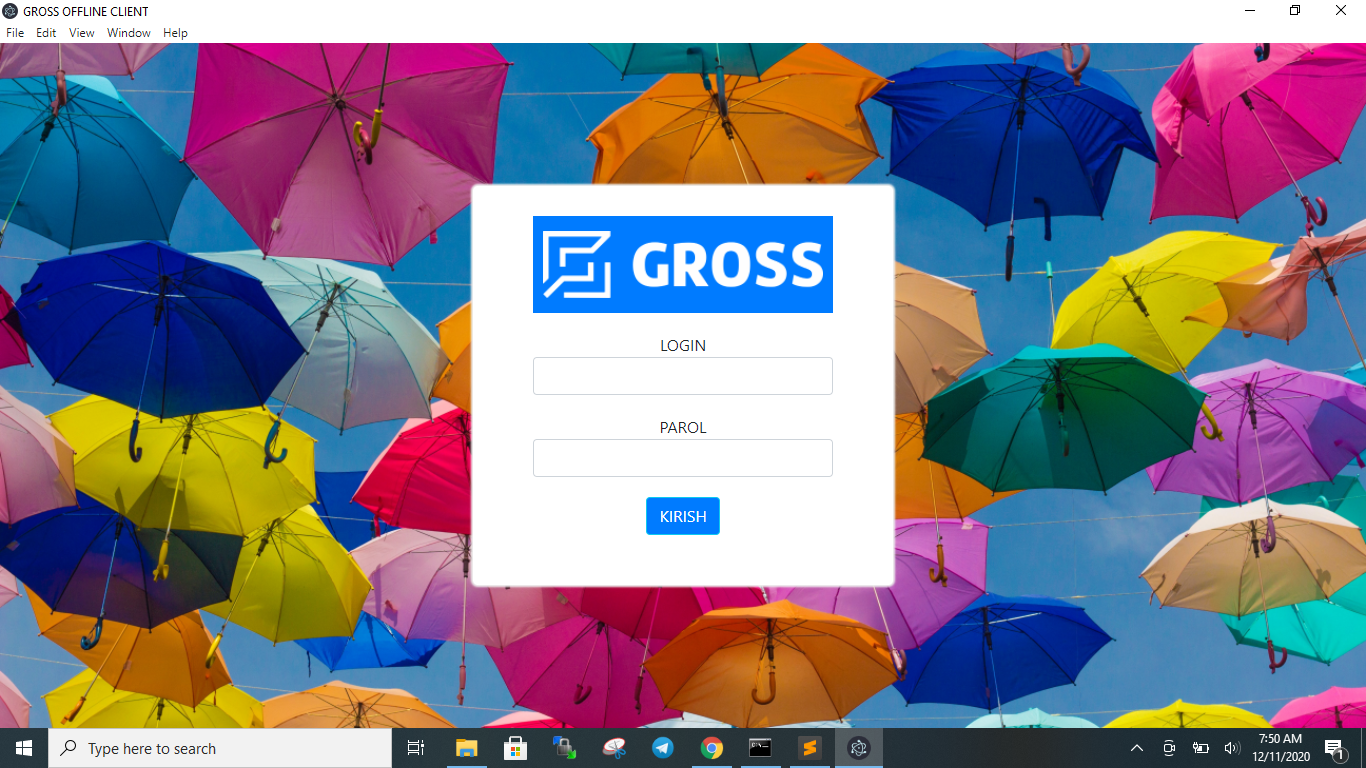 GROSS OFFLINE CLIENT
File Edit View Window Help
GROSS
LOGIN
PAROL
KIRISH
Type here to search
7:50 AM
12/11/2020
1